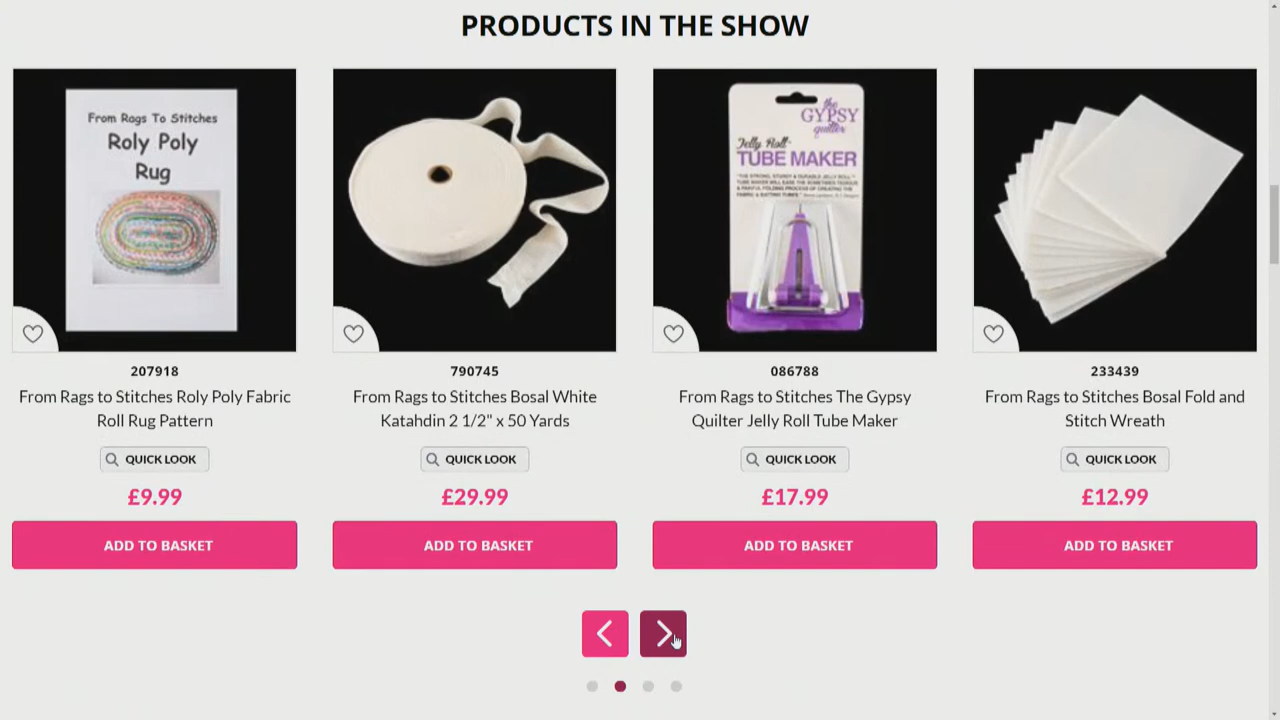 PRODUCTS IN THE SHOW
From Rags To Stitches
Roly Poly
Rug
the
GYPSY
quilter
Jelly Roll
TUBE MAKER
207918
From Rags to Stitches Roly Poly Fabric
Roll Rug Pattern
QUICK LOOK
£9.99
ADD TO BASKET
790745
From Rags to Stitches Bosal White
Katahdin 2 1/2" x 50 Yards
QUICK LOOK
£29.99
ADD TO BASKET
086788
From Rags to Stitches The Gypsy
Quilter Jelly Roll Tube Maker
QUICK LOOK
£17.99
ADD TO BASKET
233439
From Rags to Stitches Bosal Fold and
Stitch Wreath
QUICK LOOK
£12.99
ADD TO BASKET